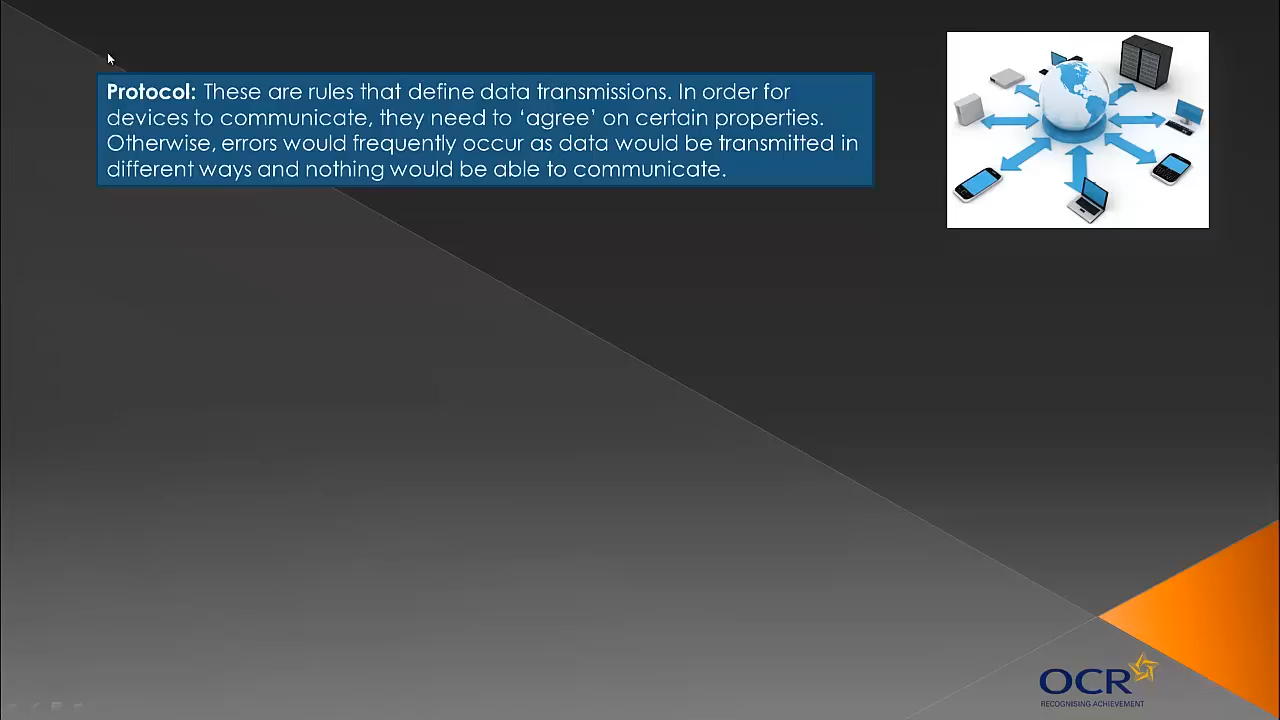 Protocol: These are rules that define data transmissions. In order for
devices to communicate, they need to ‘agree’ on certain properties.
Otherwise, errors would frequently occur as data would be transmitted in
different ways and nothing would be able to communicate.
OCR
RECOGNISING ACHIEVEMENT